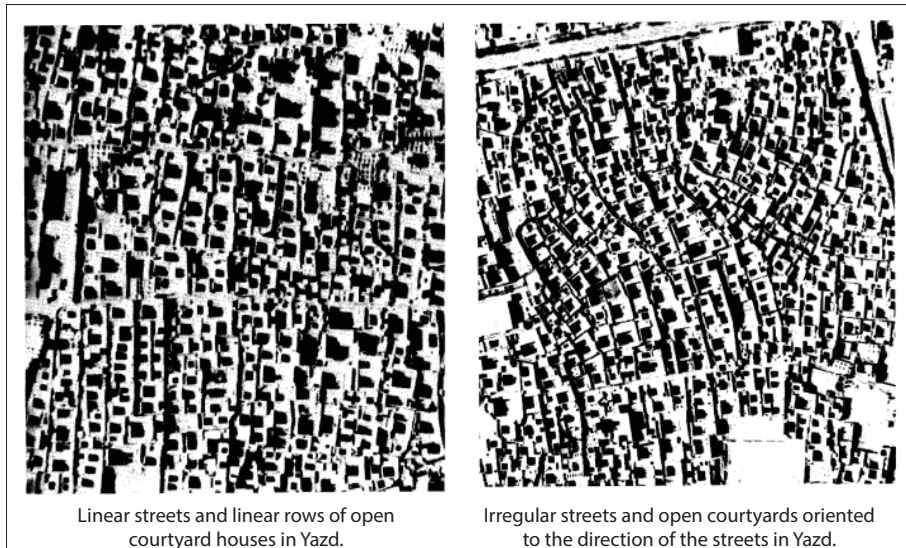 Linear streets and linear rows of open
courtyard houses in Yazd.
Irregular streets and open courtyards oriented
to the direction of the streets in Yazd.